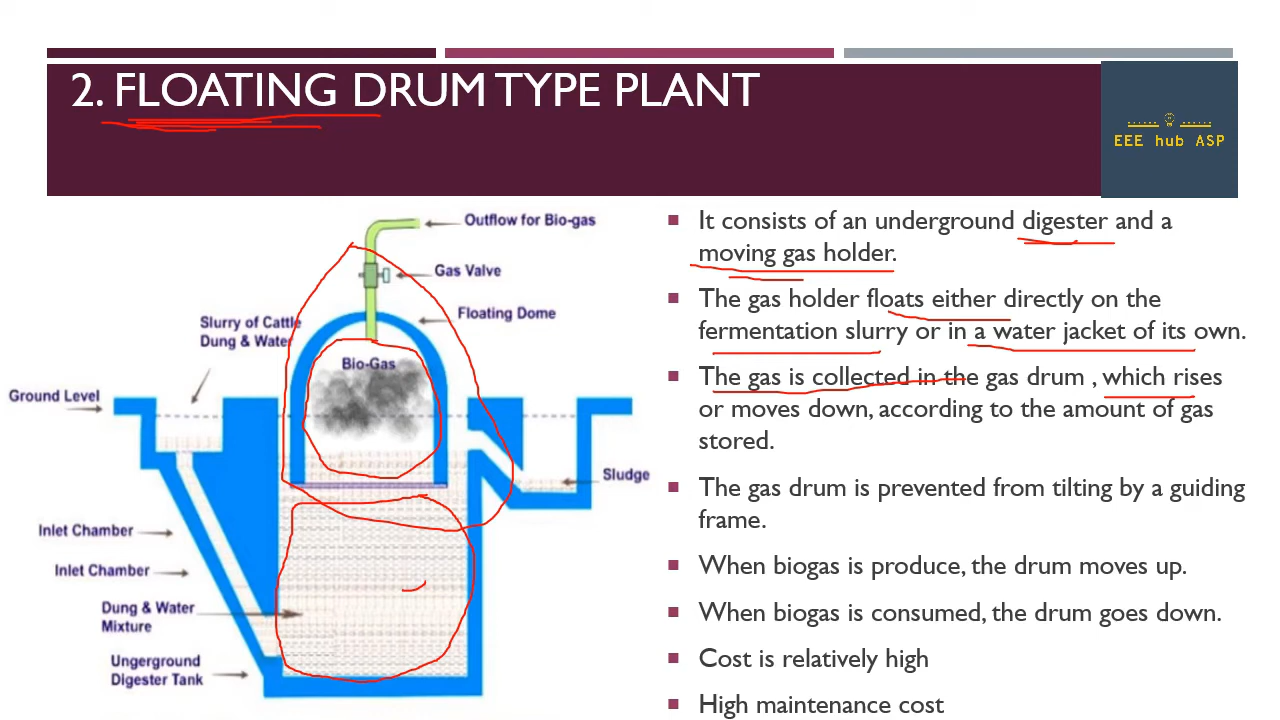 2. FLOATING DRUM TYPE PLANT
EEE hub ASP
Outflow for Bio-gas
Gas Valve
Floating Dome
Slurry of Cattle
Dung & Water
Bio-Gas
Ground Level
Sludge
Inlet Chamber
Inlet Chamber
Dung & Water
Mixture
Ungerground
Digester Tank
It consists of an underground digester and a
moving gas holder.
The gas holder floats either directly on the
fermentation slurry or in a water jacket of its own.
The gas is collected in the gas drum , which rises
or moves down, according to the amount of gas
stored.
The gas drum is prevented from tilting by a guiding
frame.
When biogas is produce, the drum moves up.
When biogas is consumed, the drum goes down.
Cost is relatively high
High maintenance cost